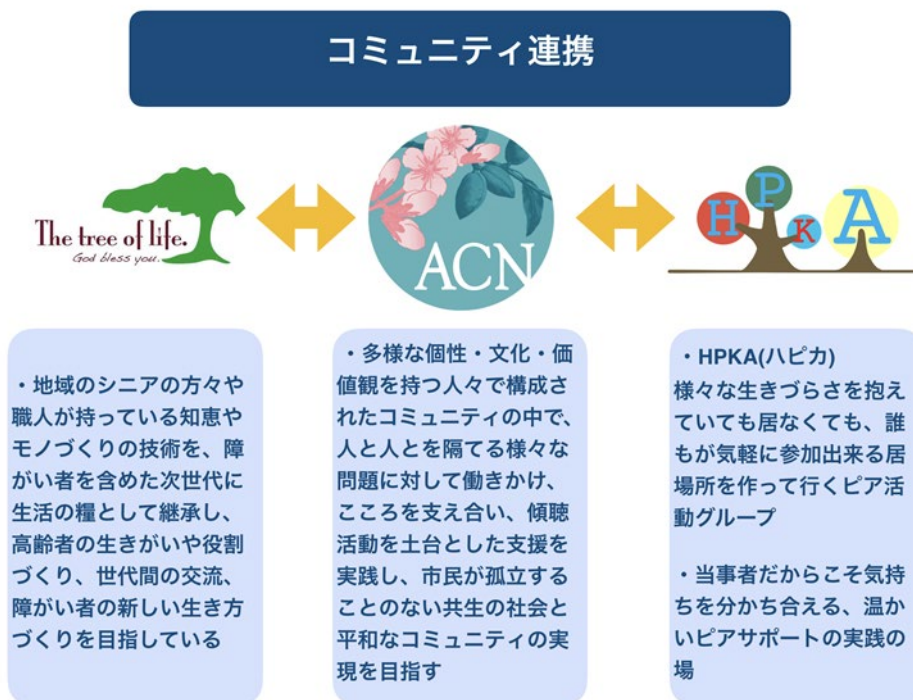 コミュニティ連携
The tree of life.
God bless you.
ACN
HPKA
・地域のシニアの方々や
職人が持っている知恵や
モノづくりの技術を、障
がい者を含めた次世代に
生活の糧として継承し、
高齢者の生きがいや役割
づくり、世代間の交流、
障がい者の新しい生き方
づくりを目指している
・多様な個性・文化・価
値観を持つ人々で構成さ
れたコミュニティの中で、
人と人とを隔てる様々な
問題に対して働きかけ、
こころを支え合い、傾聴
活動を土台とした支援を
実践し、市民が孤立する
ことのない共生の社会と
平和なコミュニティの実
現を目指す
・HPKA(ハピカ)
様々な生きづらさを抱え
ていても居なくても、誰
もが気軽に参加出来る居
場所を作って行くピア活
動グループ
・当事者だからこそ気持
ちを分かち合える、温か
いピアサポートの実践の
場